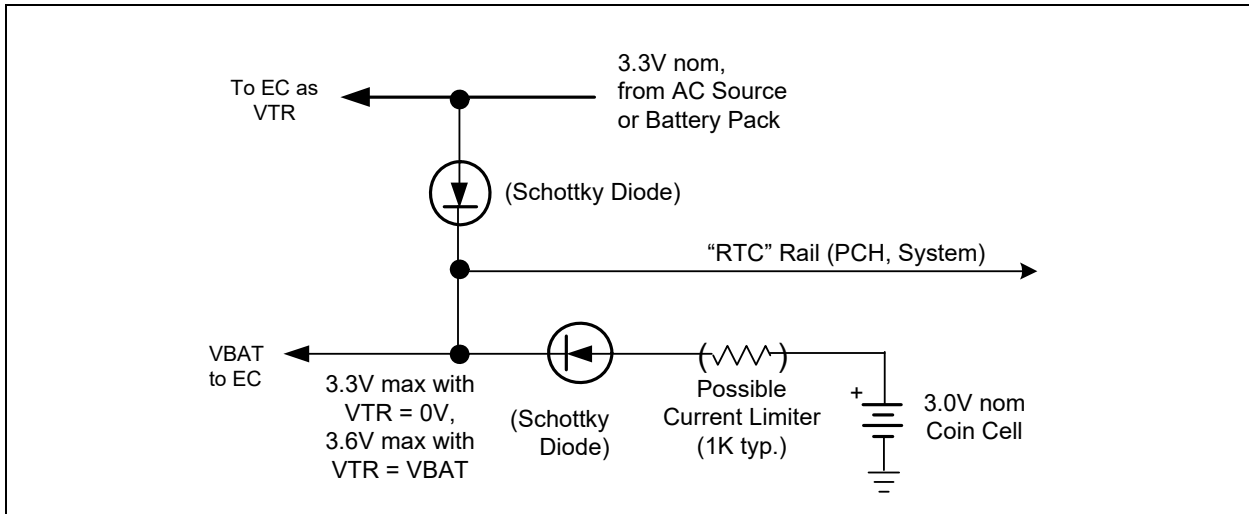 3.3V nom,
from AC Source
or Battery Pack
To EC as
VTR
(Schottky Diode)
“RTC” Rail (PCH, System)
VBAT
to EC
3.3V max with
VTR = 0V,
3.6V max with
VTR = VBAT
(Schottky
Diode)
( )
Possible
Current Limiter
(1K typ.)
+
3.0V nom
Coin Cell